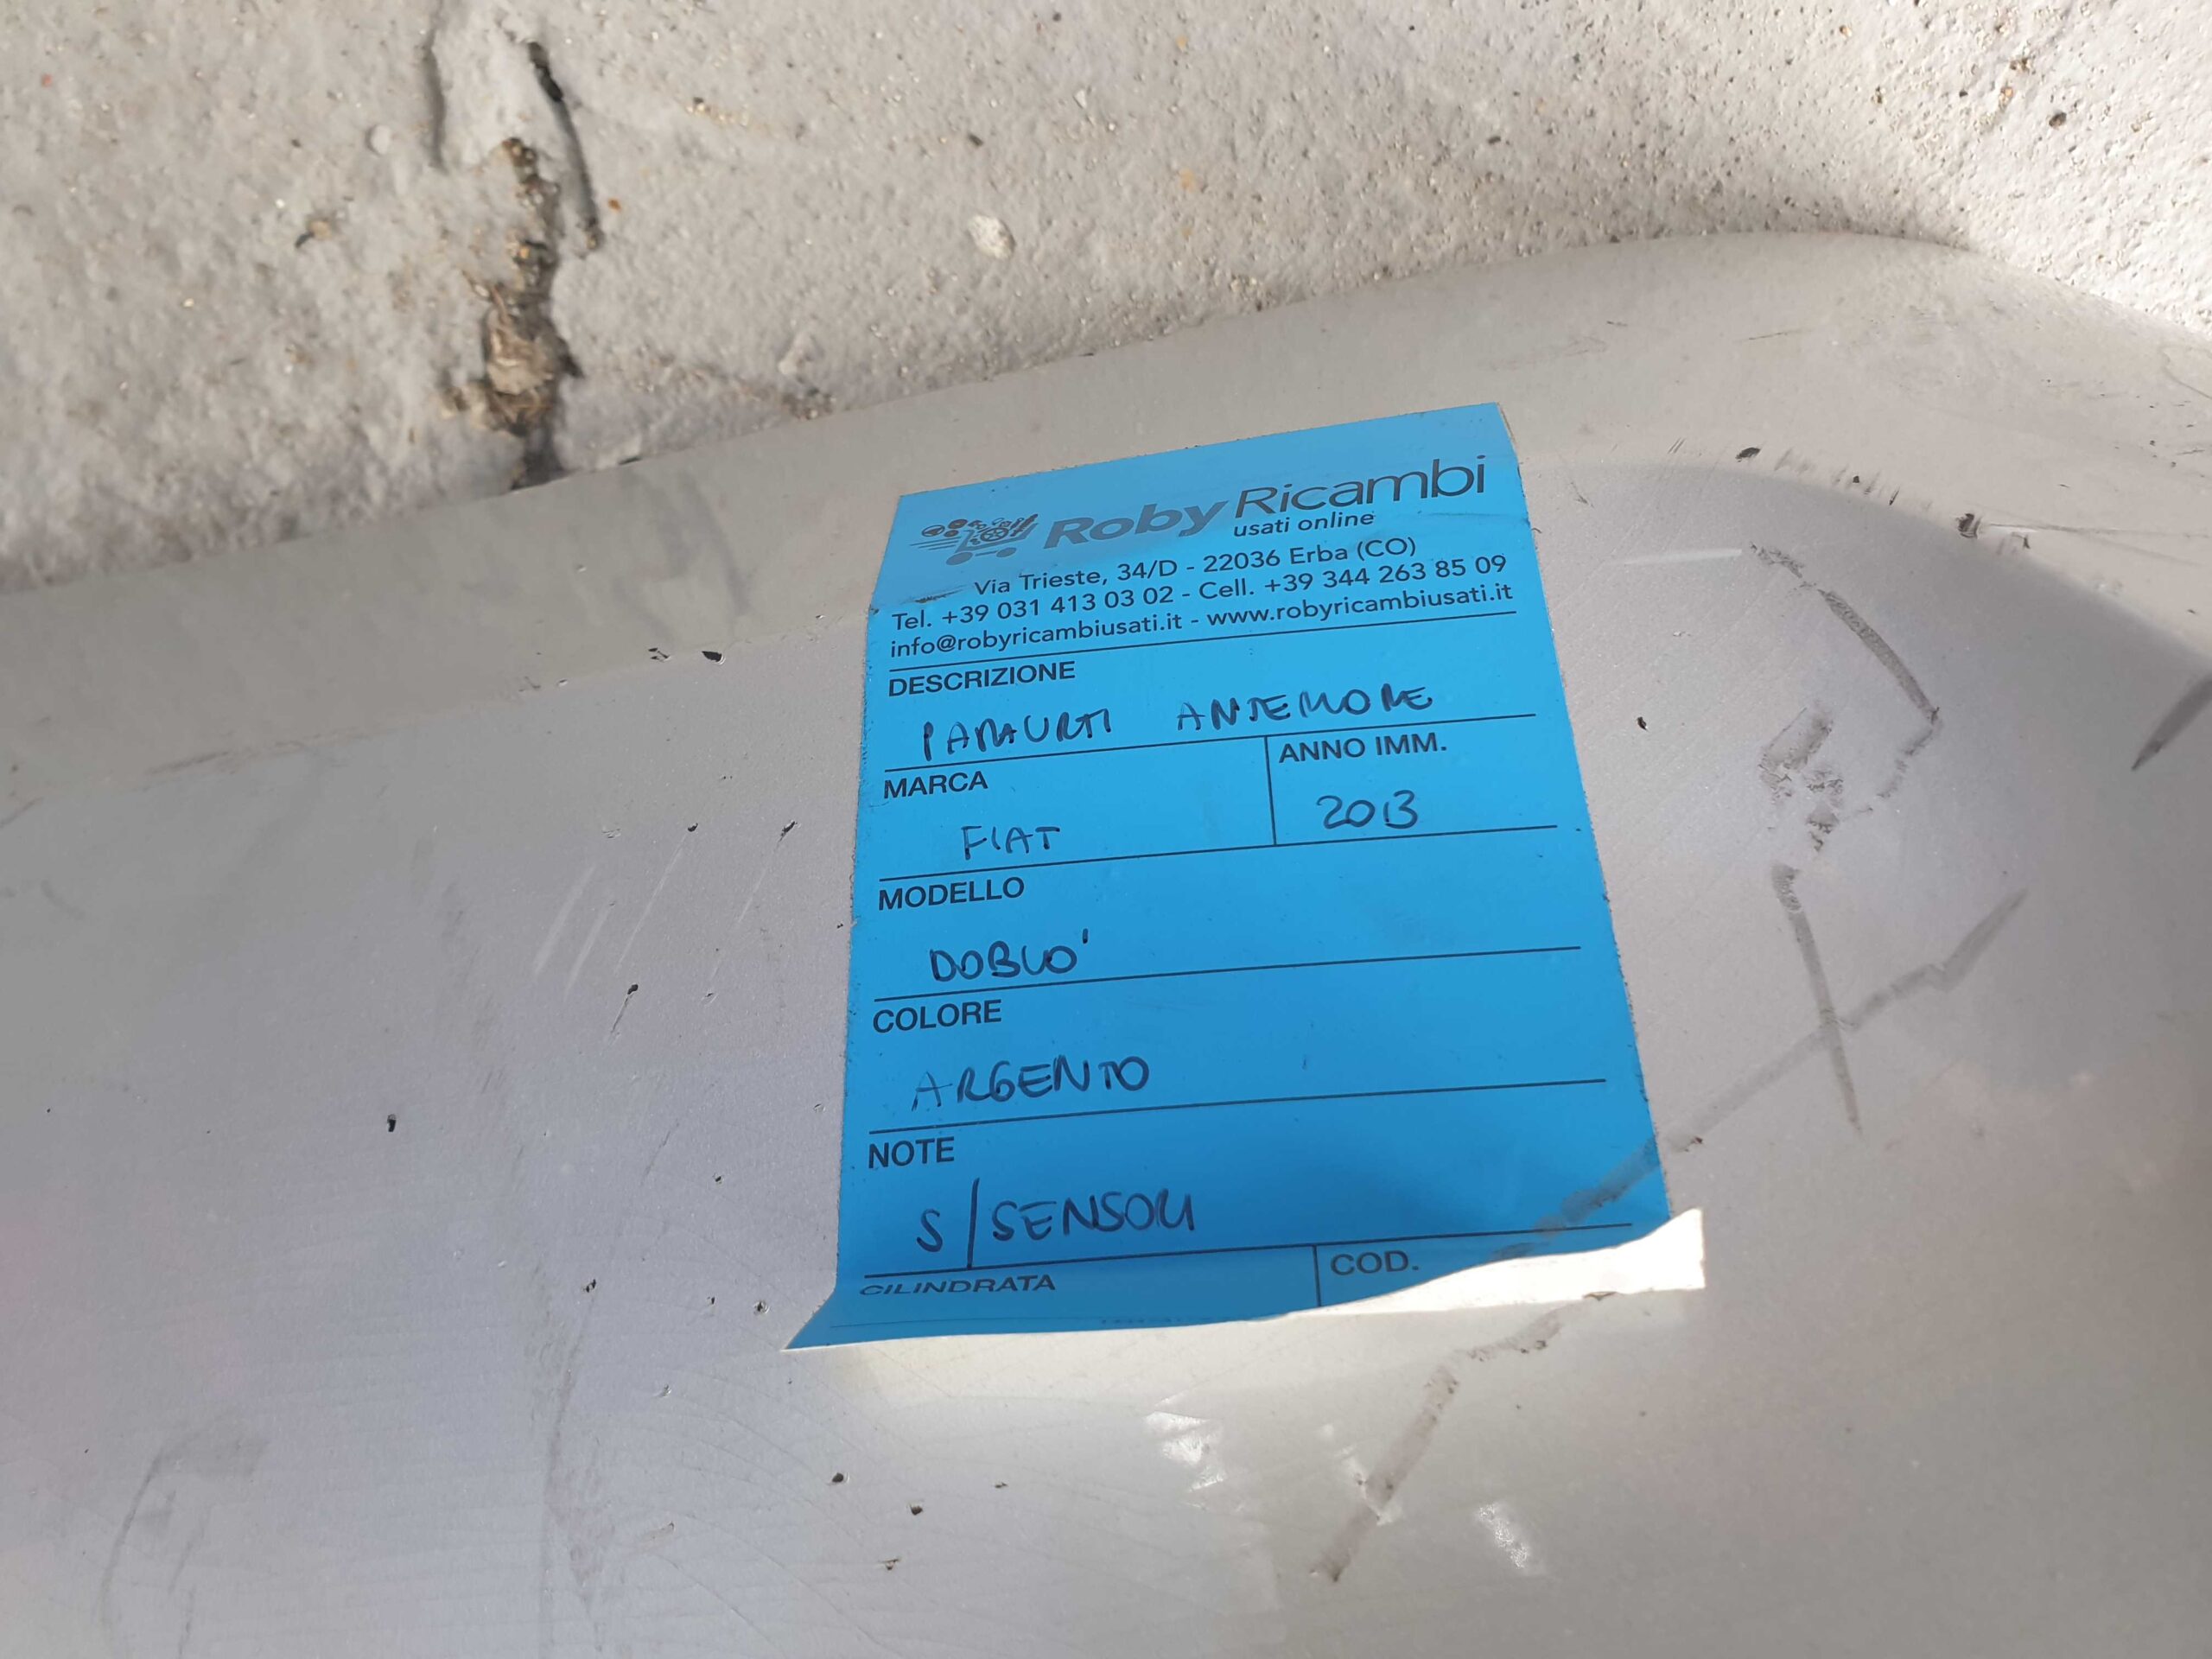 Roby Ricambi
usati online
Via Trieste, 34/D - 22036 Erba (CO)
Tel. +39 031 413 03 02 - Cell. +39 344 263 85 09
info@robyricambiusati.it - www.robyricambiusati.it
DESCRIZIONE
PARAURTI ANTERIORE
MARCA
FIAT
ANNO IMM.
2013
MODELLO
DOBLO'
COLORE
ARGENTO
NOTE
S/SENSORI
CILINDRATA
COD.